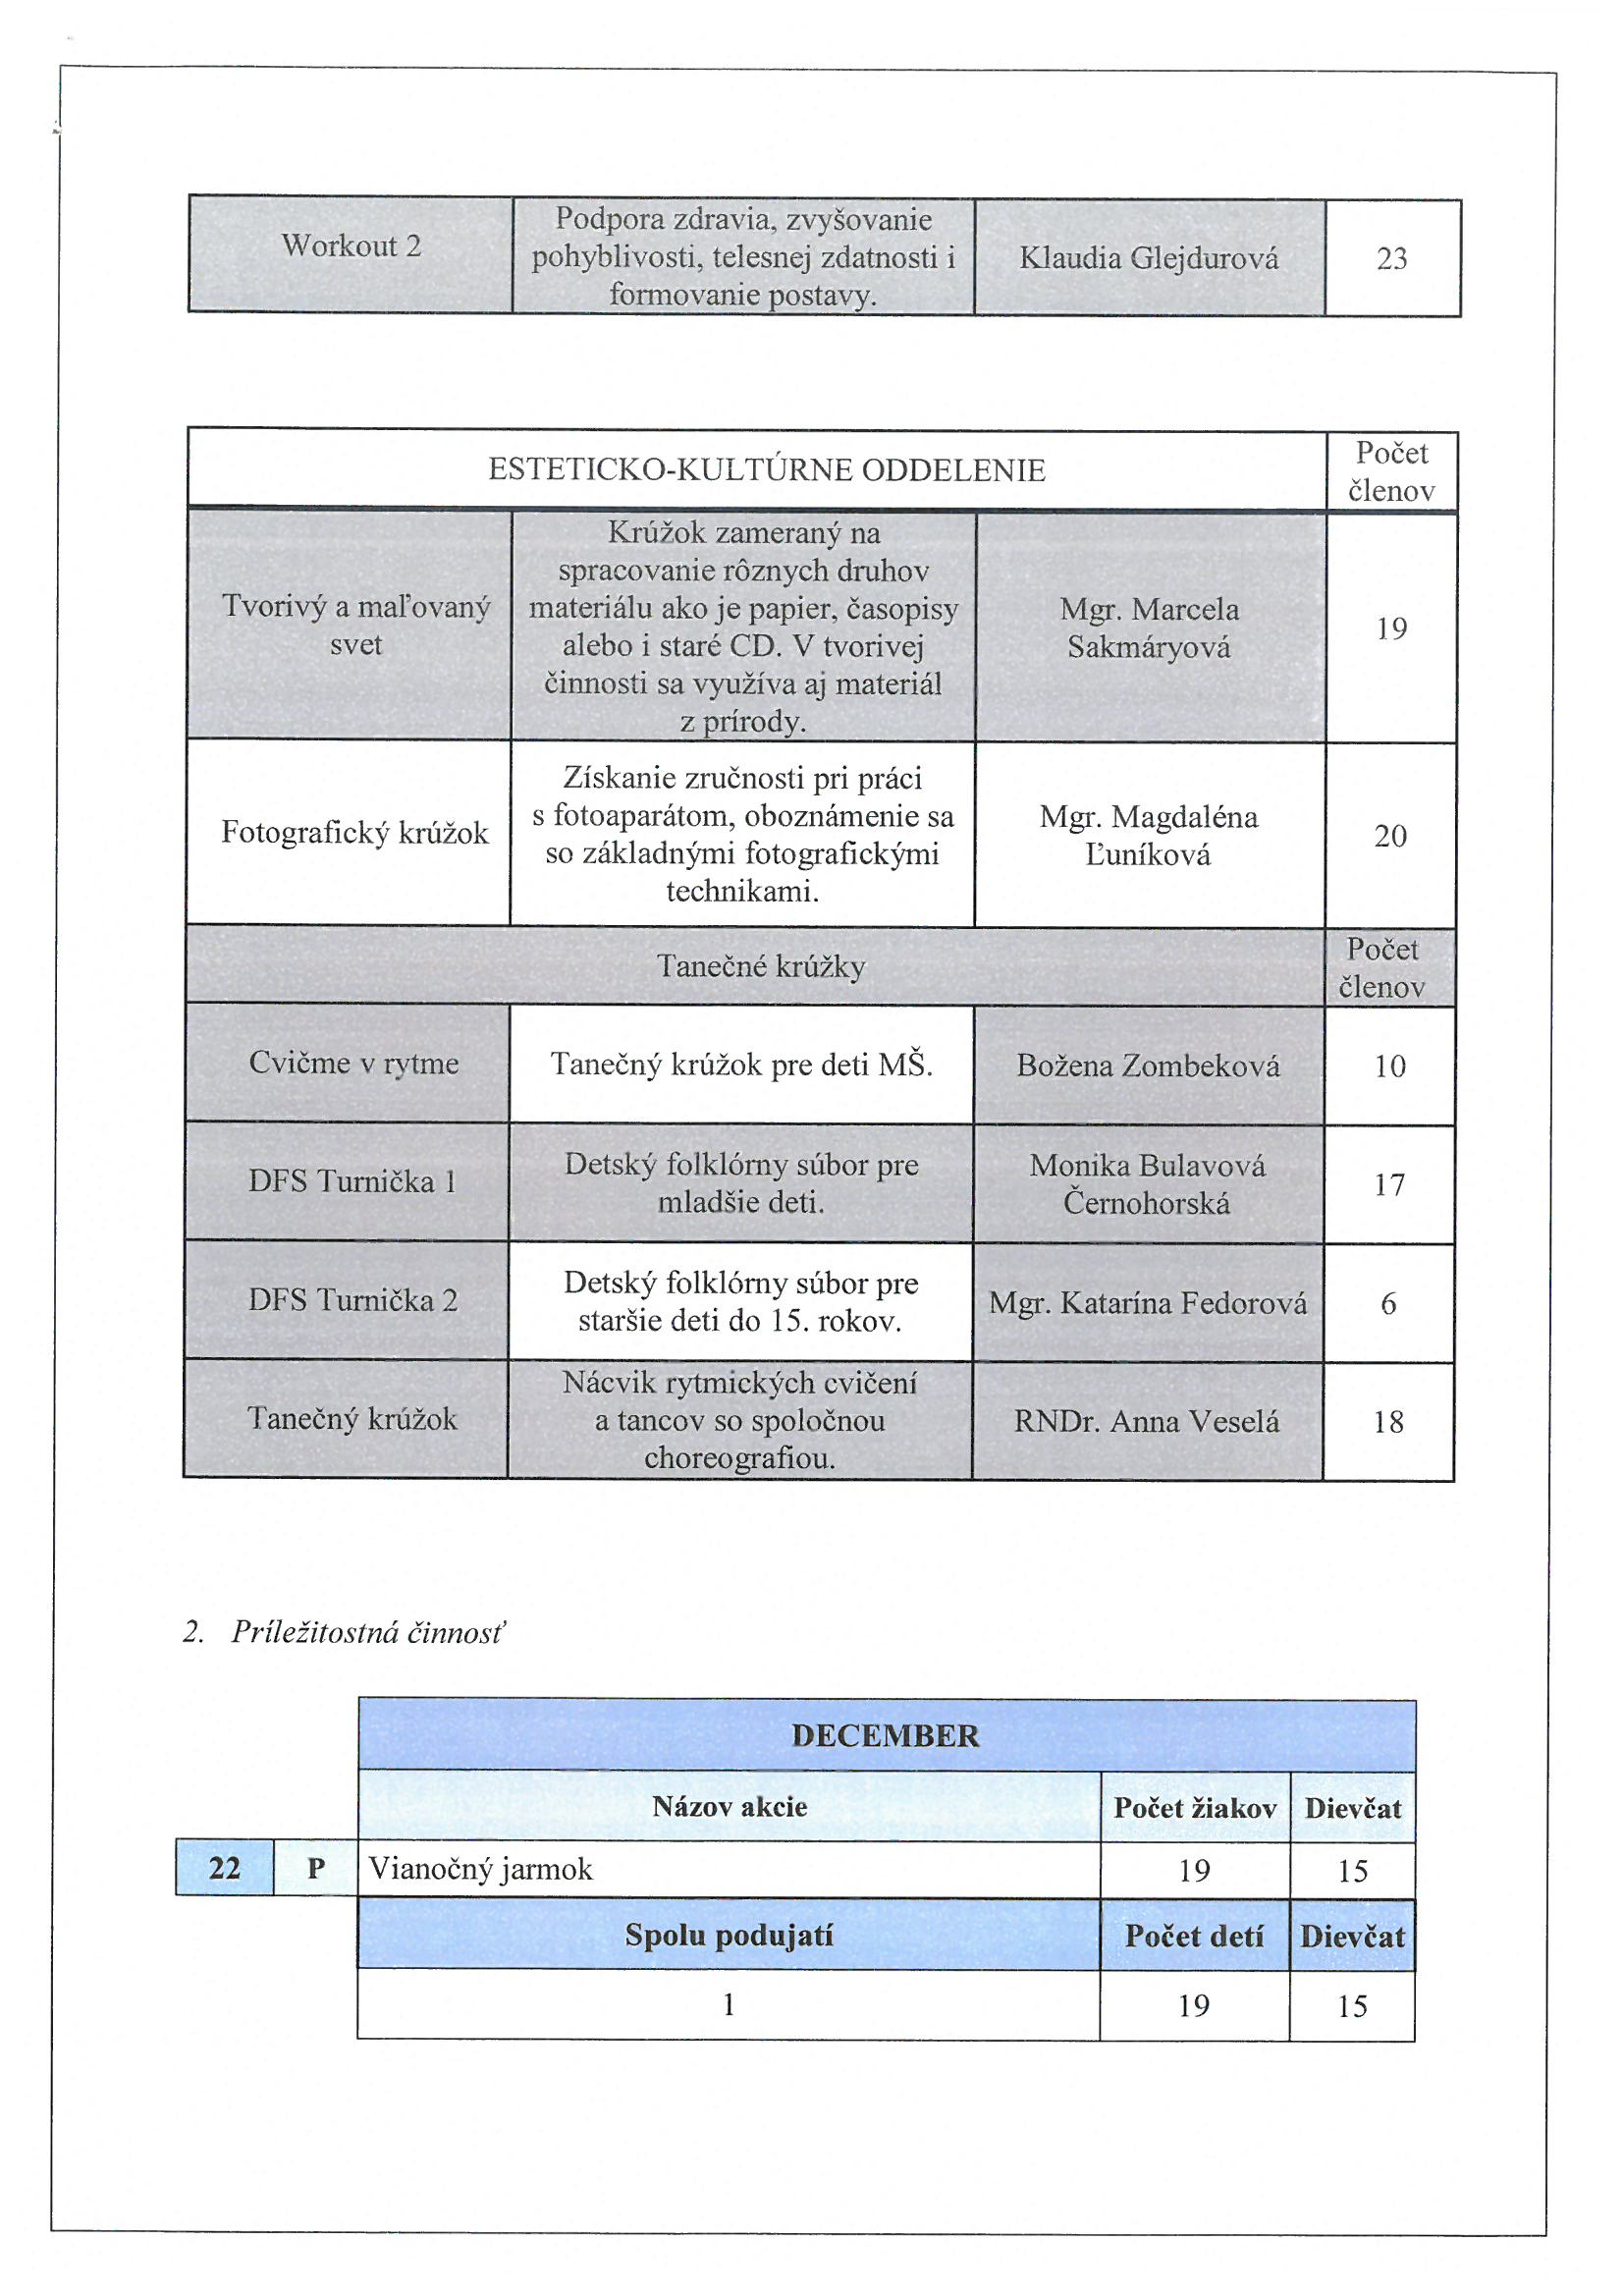 Workout 2
Podpora zdravia, zvyšovanie
pohyblivosti, telesnej zdatnosti i
formovanie postavy.
Klaudia Glejdurová
23
ESTETICKO-KULTÚRNE ODDELENIE
Počet
členov
Tvorivý a maľovaný
svet
Krúžok zameraný na
spracovanie rôznych druhov
materiálu ako je papier, časopisy
alebo i staré CD. V tvorivej
činnosti sa využíva aj materiál
z prírody.
Mgr. Marcela
Sakmáryová
19
Fotografický krúžok
Získanie zručnosti pri práci
s fotoaparátom, oboznámenie sa
so základnými fotografickými
technikami.
Mgr. Magdaléna
Ľuníková
20
Tanečné krúžky
Počet
členov
Cvičme v rytme
Tanečný krúžok pre deti MŠ.
Božena Zombeková
10
DFS Turnička 1
Detský folklórny súbor pre
mladšie deti.
Monika Bulavová
Černohorská
17
DFS Turnička 2
Detský folklórny súbor pre
staršie deti do 15. rokov.
Mgr. Katarína Fedorová
6
Tanečný krúžok
Nácvik rytmických cvičení
a tancov so spoločnou
choreografiou.
RNDr. Anna Veselá
18
2. Príležitostná činnosť
DECEMBER
Názov akcie
Počet žiakov
Dievčat
22
P
Vianočný jarmok
19
15
Spolu podujatí
Počet detí
Dievčat
1
19
15